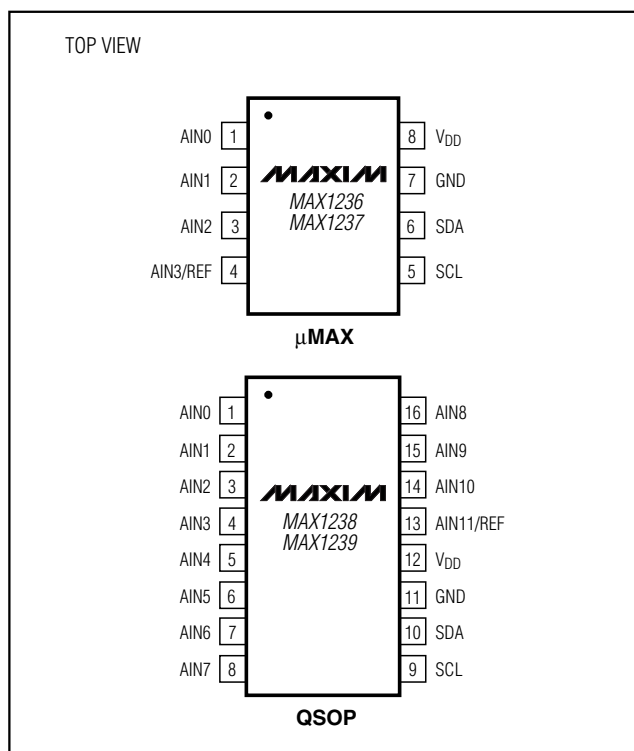 TOP VIEW
AIN0 1 8 VDD
AIN1 2 MAXIM 7 GND
MAX1236
MAX1237
AIN2 3 6 SDA
AIN3/REF 4 5 SCL
µMAX
AIN0 1 16 AIN8
AIN1 2 15 AIN9
AIN2 3 MAXIM 14 AIN10
AIN3 4 MAX1238 13 AIN11/REF
MAX1239
AIN4 5 12 VDD
AIN5 6 11 GND
AIN6 7 10 SDA
AIN7 8 9 SCL
QSOP